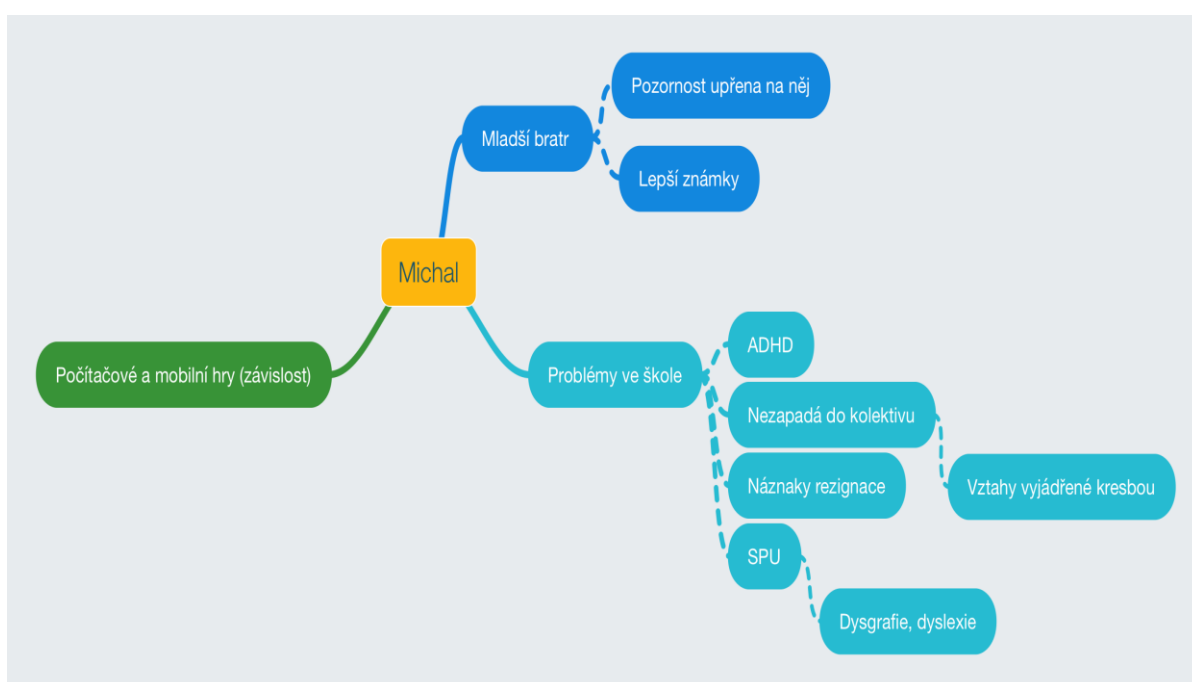 Pozornost upřena na něj
Mladší bratr
Lepší známky
Michal
Počítačové a mobilní hry (závislost)
Problémy ve škole
ADHD
Nezapadá do kolektivu
Náznaky rezignace
Vztahy vyjádřené kresbou
SPU
Dysgrafie, dyslexie